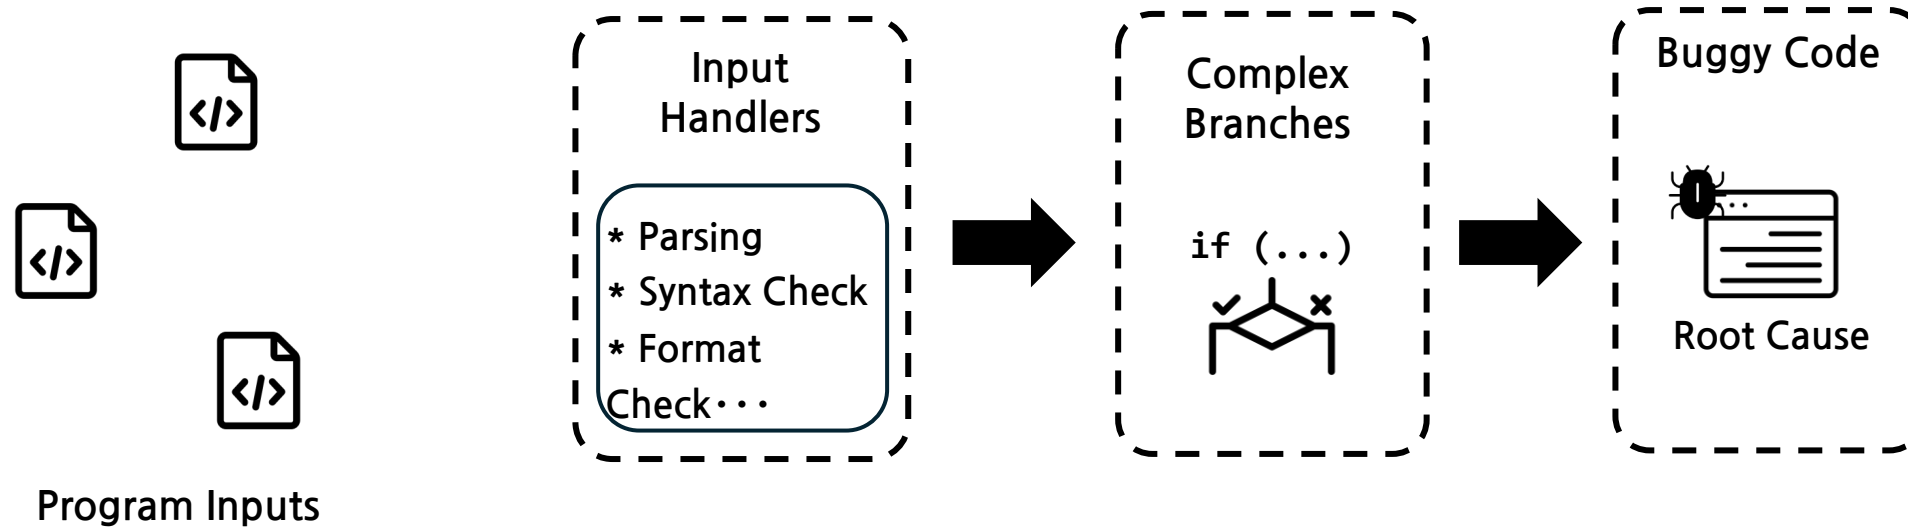 Program Inputs
Input
Handlers
* Parsing
* Syntax Check
* Format
Check···
Complex
Branches
if (...)
Buggy Code
Root Cause